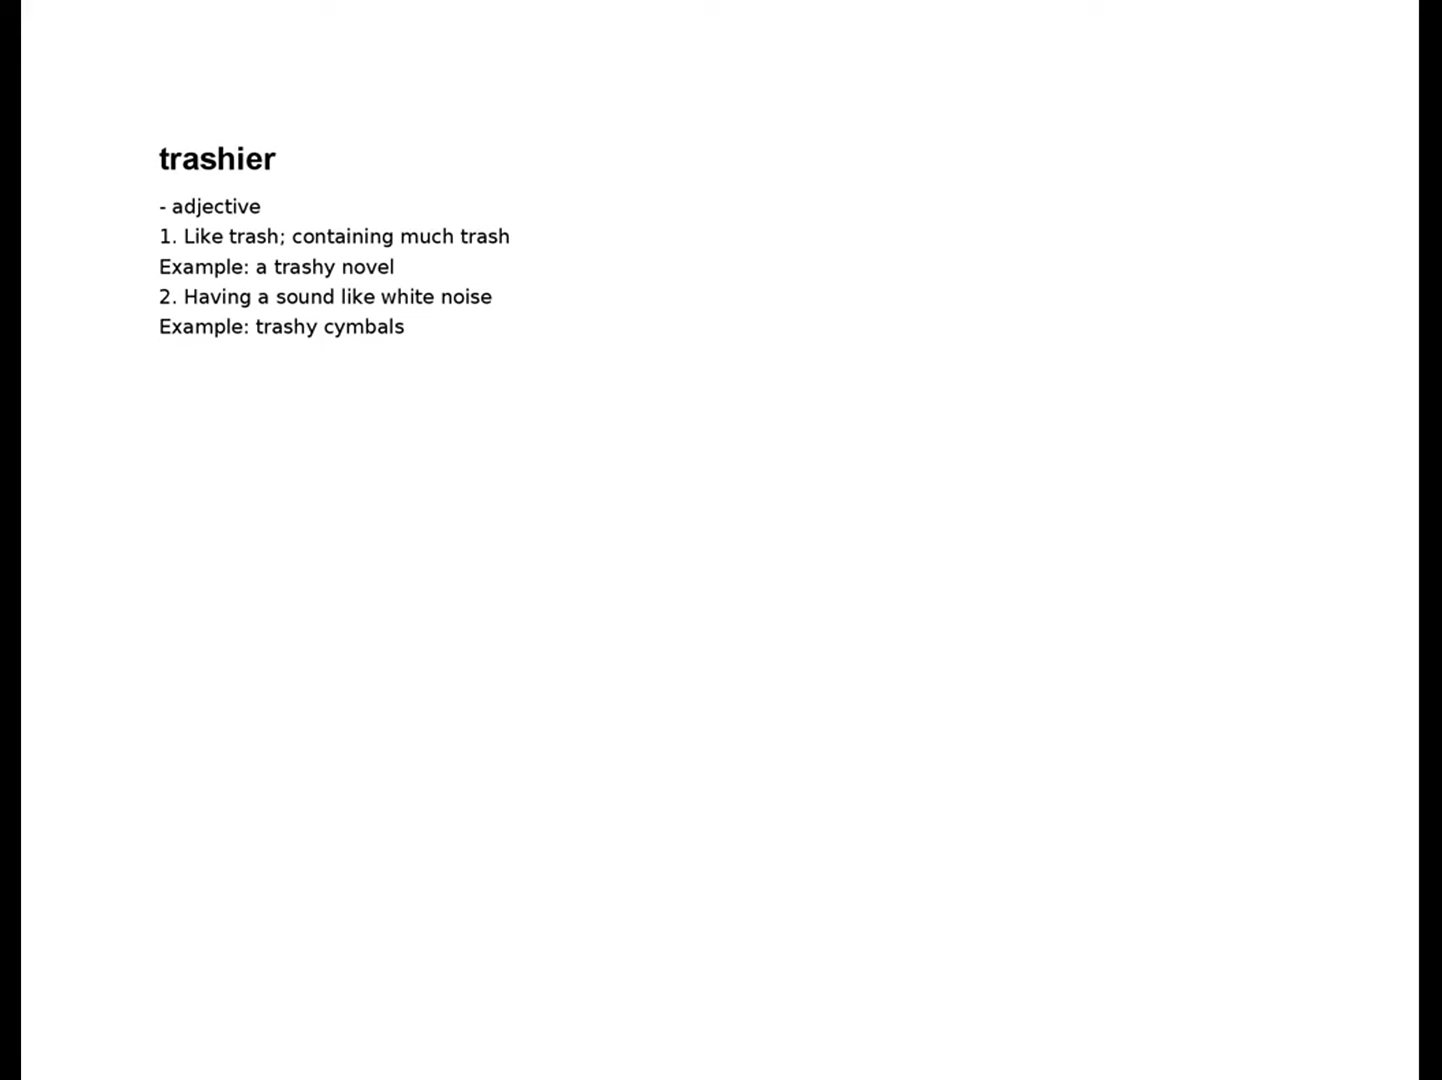 trashier
- adjective
1. Like trash; containing much trash
Example: a trashy novel
2. Having a sound like white noise
Example: trashy cymbals